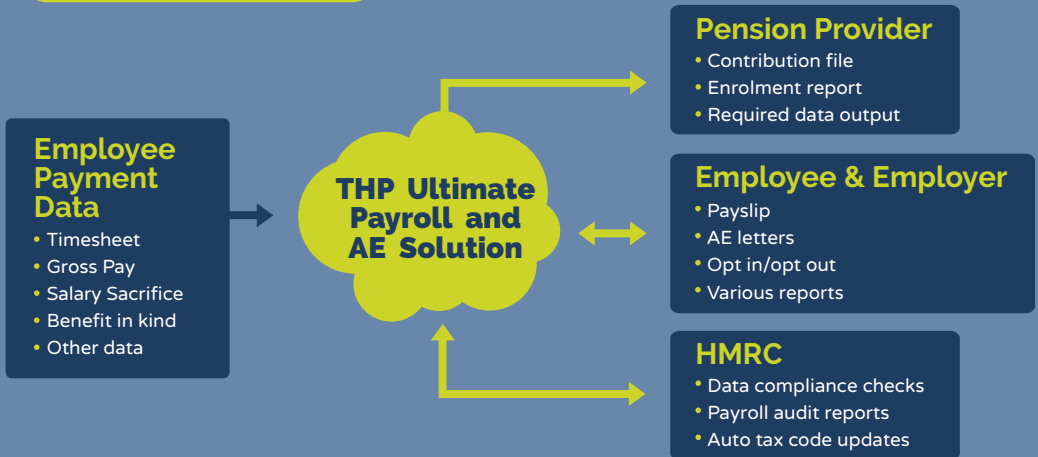 Employee
Payment
Data
• Timesheet
• Gross Pay
• Salary Sacrifice
• Benefit in kind
• Other data
THP Ultimate
Payroll and
AE Solution
Pension Provider
• Contribution file
• Enrolment report
• Required data output
Employee & Employer
• Payslip
• AE letters
• Opt in/opt out
• Various reports
HMRC
• Data compliance checks
• Payroll audit reports
• Auto tax code updates